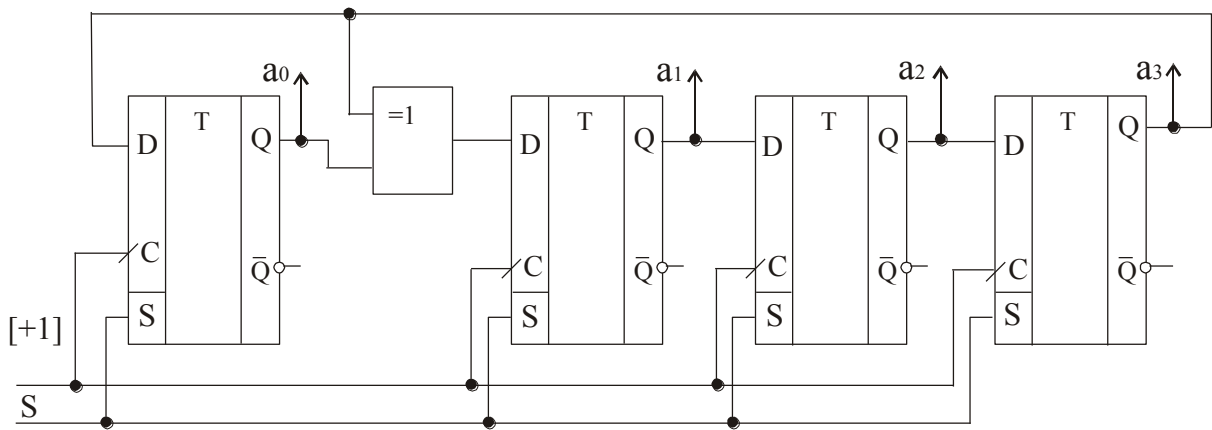 a0 a1 a2 a3
T =1 T T T
D Q D Q D Q D Q
C Q̅ C Q̅ C Q̅ C Q̅
S S S S
[+1]
S